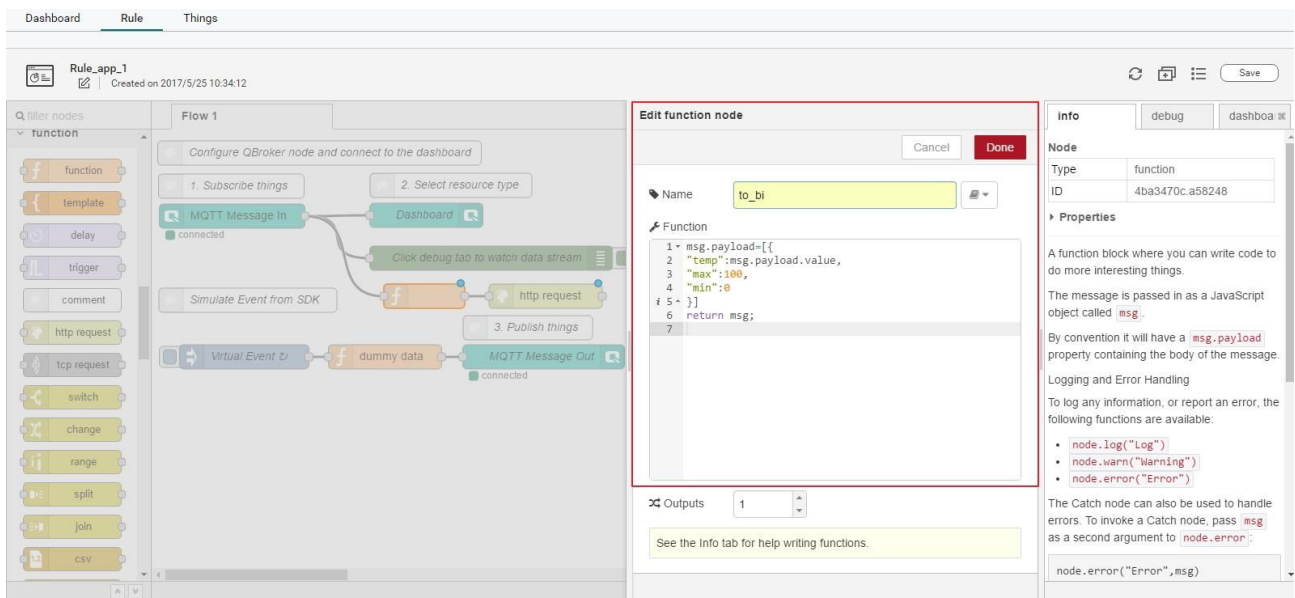 Dashboard Rule Things
Rule_app_1
Created on 2017/5/25 10:34:12
Save
filter nodes
function
function
template
delay
trigger
comment
http request
tcp request
switch
change
range
split
join
csv
Flow 1
Configure QBroker node and connect to the dashboard
1. Subscribe things
2. Select resource type
MQTT Message In
Dashboard
connected
Click debug tab to watch data stream
Simulate Event from SDK
http request
3. Publish things
Virtual Event ↻
dummy data
MQTT Message Out
connected
Edit function node
Cancel Done
Name
to_bi
Function
1 msg.payload=[{
2 "temp":msg.payload.value,
3 "max":100,
4 "min":0
i 5 }]
6 return msg;
7
Outputs
1
See the Info tab for help writing functions.
info debug dashboa
Node
Type function
ID 4ba3470c.a58248
Properties
A function block where you can write code to
do more interesting things.
The message is passed in as a JavaScript
object called msg .
By convention it will have a msg.payload
property containing the body of the message.
Logging and Error Handling
To log any information, or report an error, the
following functions are available:
• node.log("Log")
• node.warn("Warning")
• node.error("Error")
The Catch node can also be used to handle
errors. To invoke a Catch node, pass msg
as a second argument to node.error :
node.error("Error",msg)